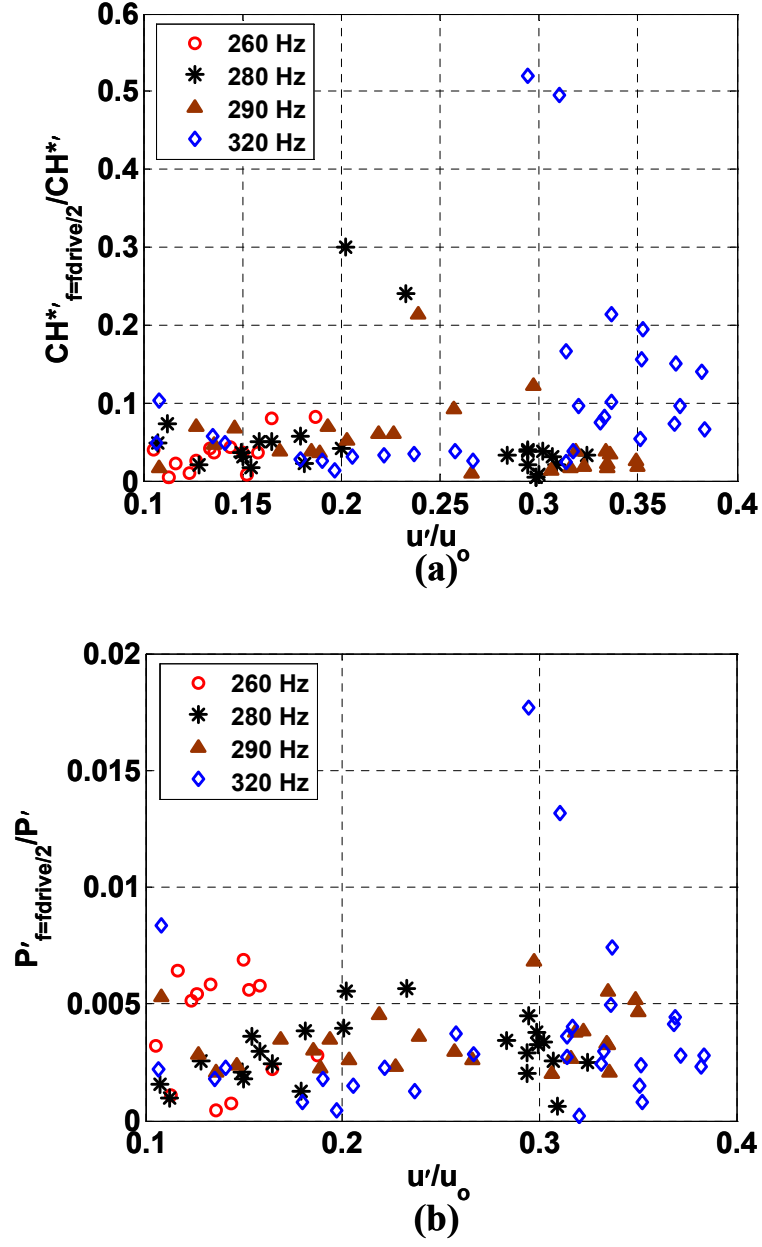 0.6
0.5
0.4
0.3
0.2
0.1
0
CH*′f=fdrive/2/CH*′
260 Hz
280 Hz
290 Hz
320 Hz
0.1 0.15 0.2 0.25 0.3 0.35 0.4
u′/uo
(a)
0.02
0.015
0.01
0.005
0
P′f=fdrive/2/P′
260 Hz
280 Hz
290 Hz
320 Hz
0.1 0.2 0.3 0.4
u′/uo
(b)